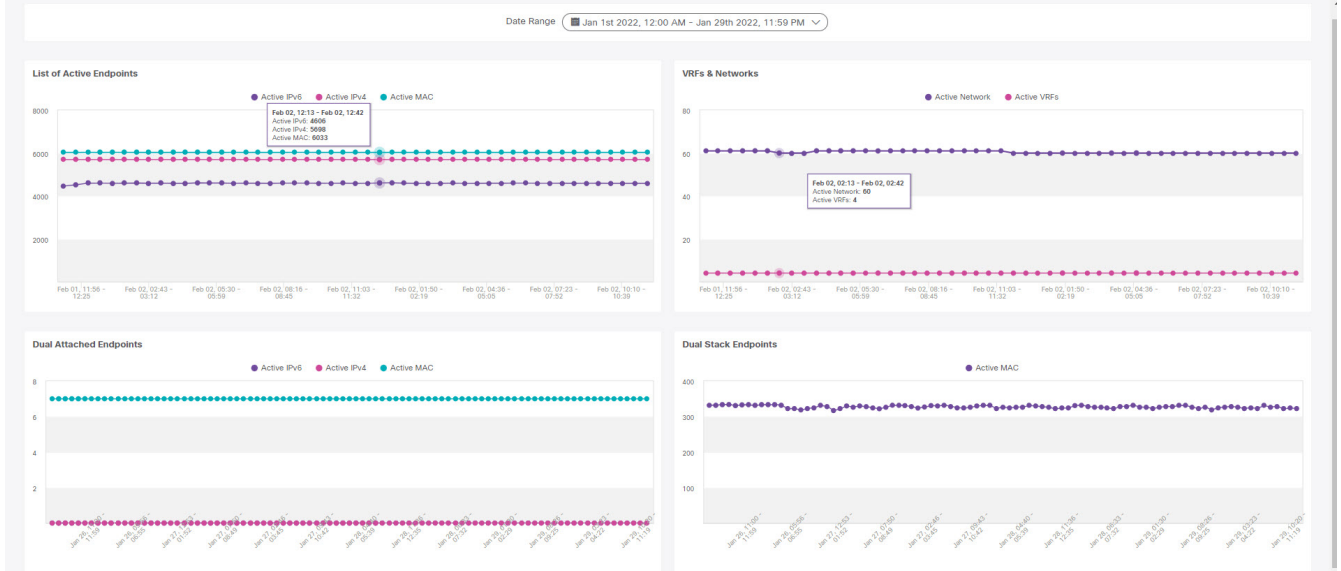 Date Range Jan 1st 2022, 12:00 AM - Jan 29th 2022, 11:59 PM
List of Active Endpoints
Active IPv6 Active IPv4 Active MAC
Feb 02, 12:13 - Feb 02, 12:42
Active IPv6: 4606
Active IPv4: 5698
Active MAC: 6033
8000
6000
4000
2000
Feb 01, 11:56 - Feb 02, 02:43 - Feb 02, 05:30 - Feb 02, 08:16 - Feb 02, 11:03 - Feb 02, 01:50 - Feb 02, 04:36 - Feb 02, 07:23 - Feb 02, 10:10 -
12:25 03:12 05:59 08:45 11:32 02:19 05:05 07:52 10:39
VRFs & Networks
Active Network Active VRFs
80
60
Feb 02, 02:13 - Feb 02, 02:42
Active Network: 60
Active VRFs: 4
40
20
Feb 01, 11:56 - Feb 02, 02:43 - Feb 02, 05:30 - Feb 02, 08:16 - Feb 02, 11:03 - Feb 02, 01:50 - Feb 02, 04:36 - Feb 02, 07:23 - Feb 02, 10:10 -
12:25 03:12 05:59 08:45 11:32 02:19 05:05 07:52 10:39
Dual Attached Endpoints
Active IPv6 Active IPv4 Active MAC
8
6
4
2
Dual Stack Endpoints
Active MAC
400
300
200
100